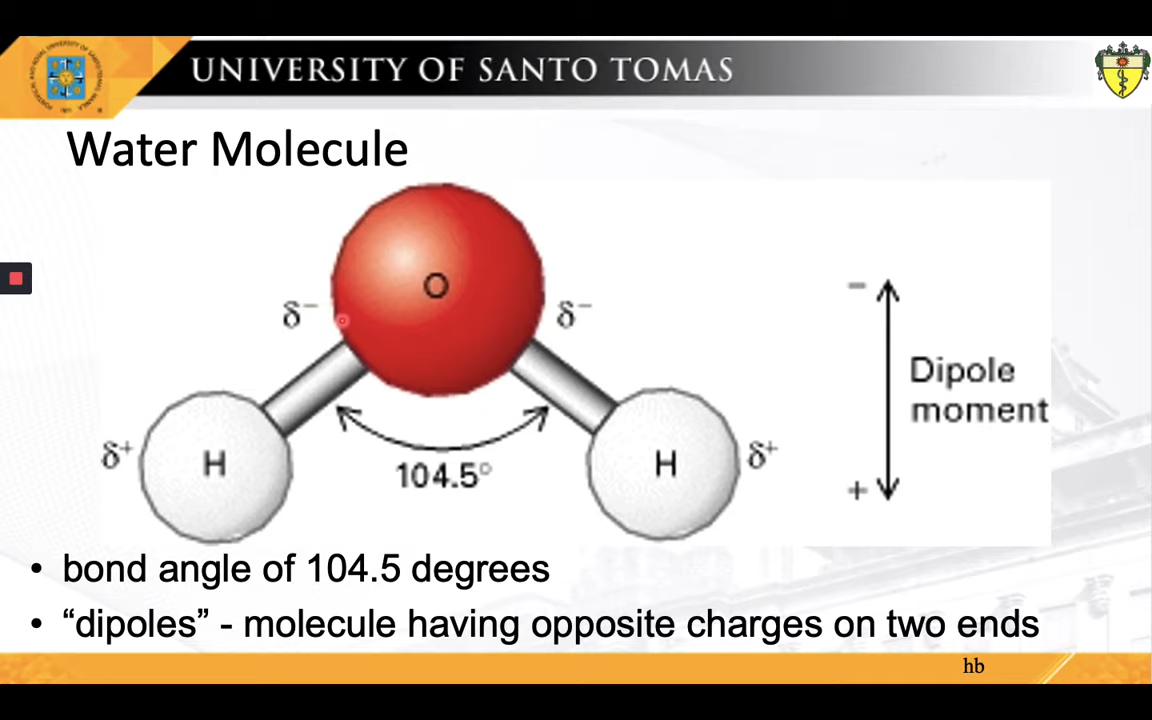 UNIVERSITY OF SANTO TOMAS
Water Molecule
O
δ−
δ−
−
Dipole
moment
δ+
H
104.5°
H
δ+
+
• bond angle of 104.5 degrees
• “dipoles” - molecule having opposite charges on two ends
hb